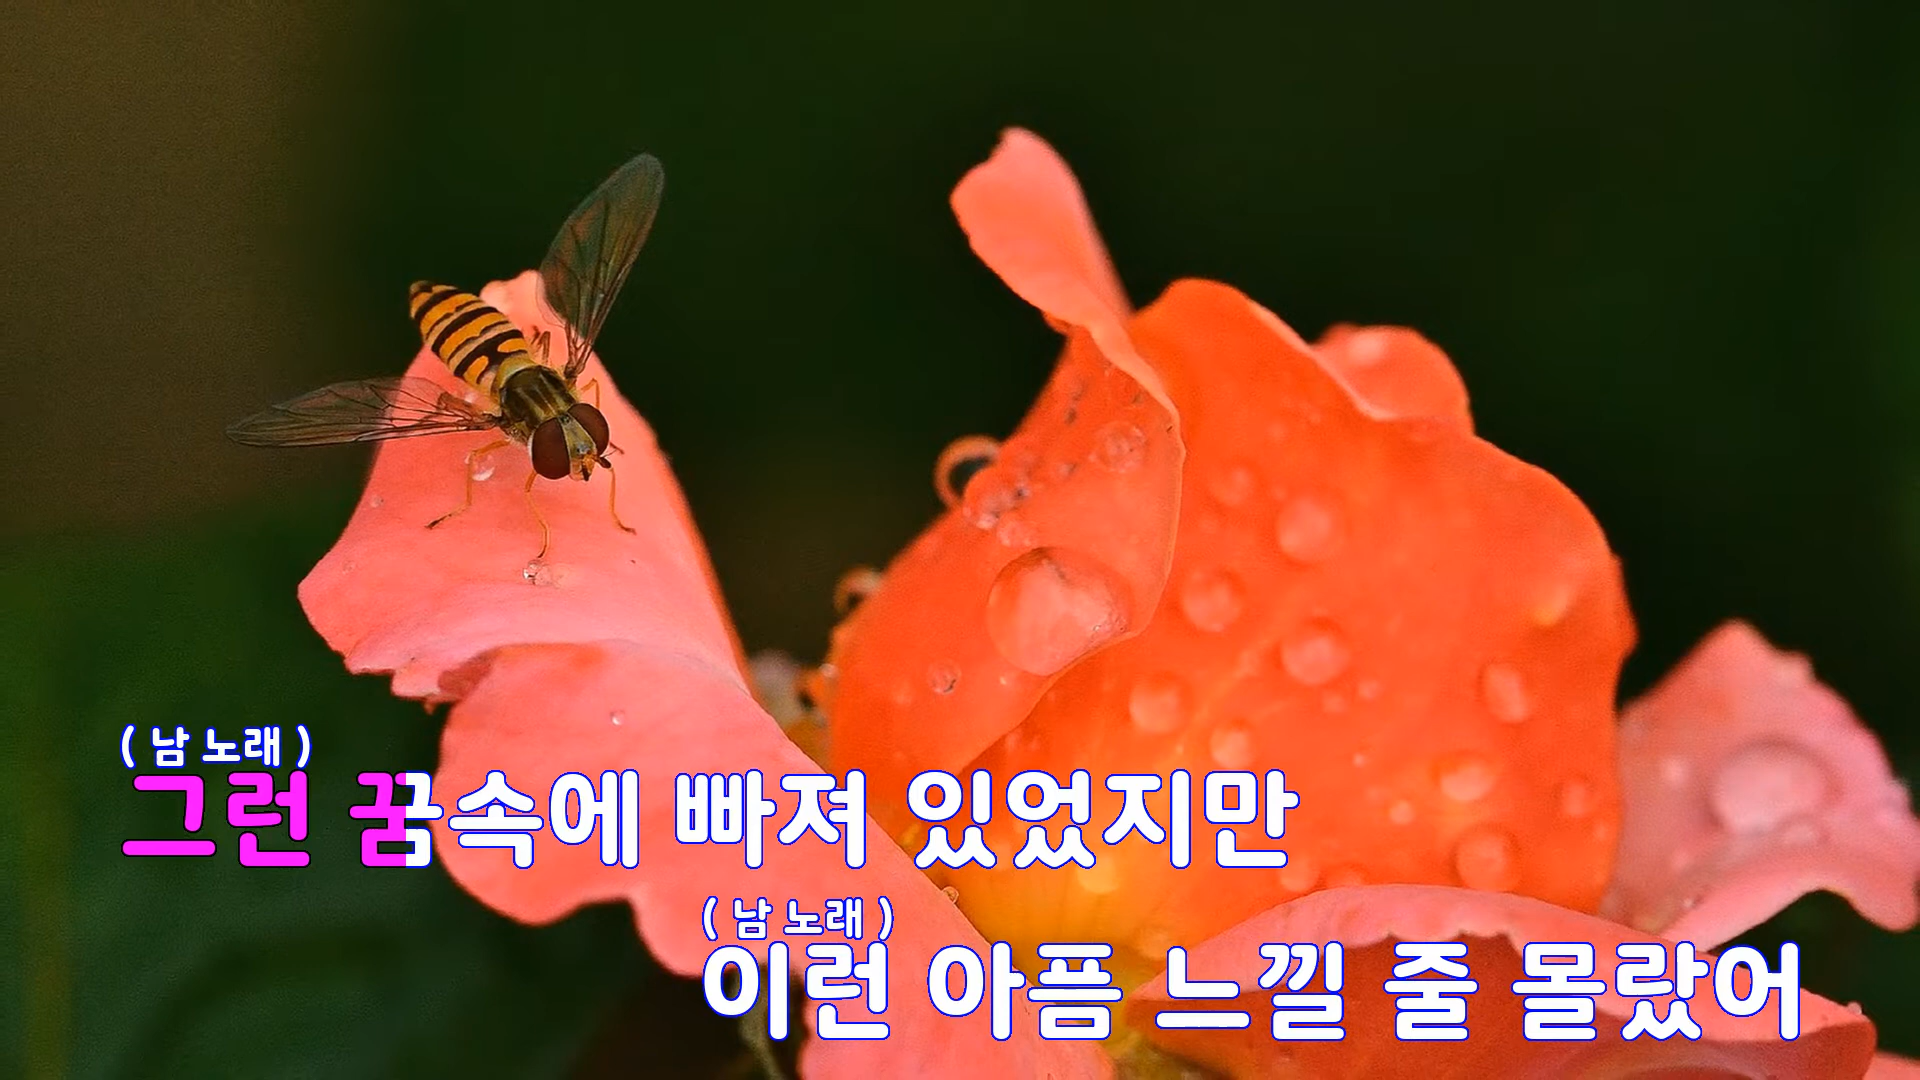 ( 남 노래 )
그런 꿈속에 빠져 있었지만
( 남 노래 )
이런 아픔 느낄 줄 몰랐어